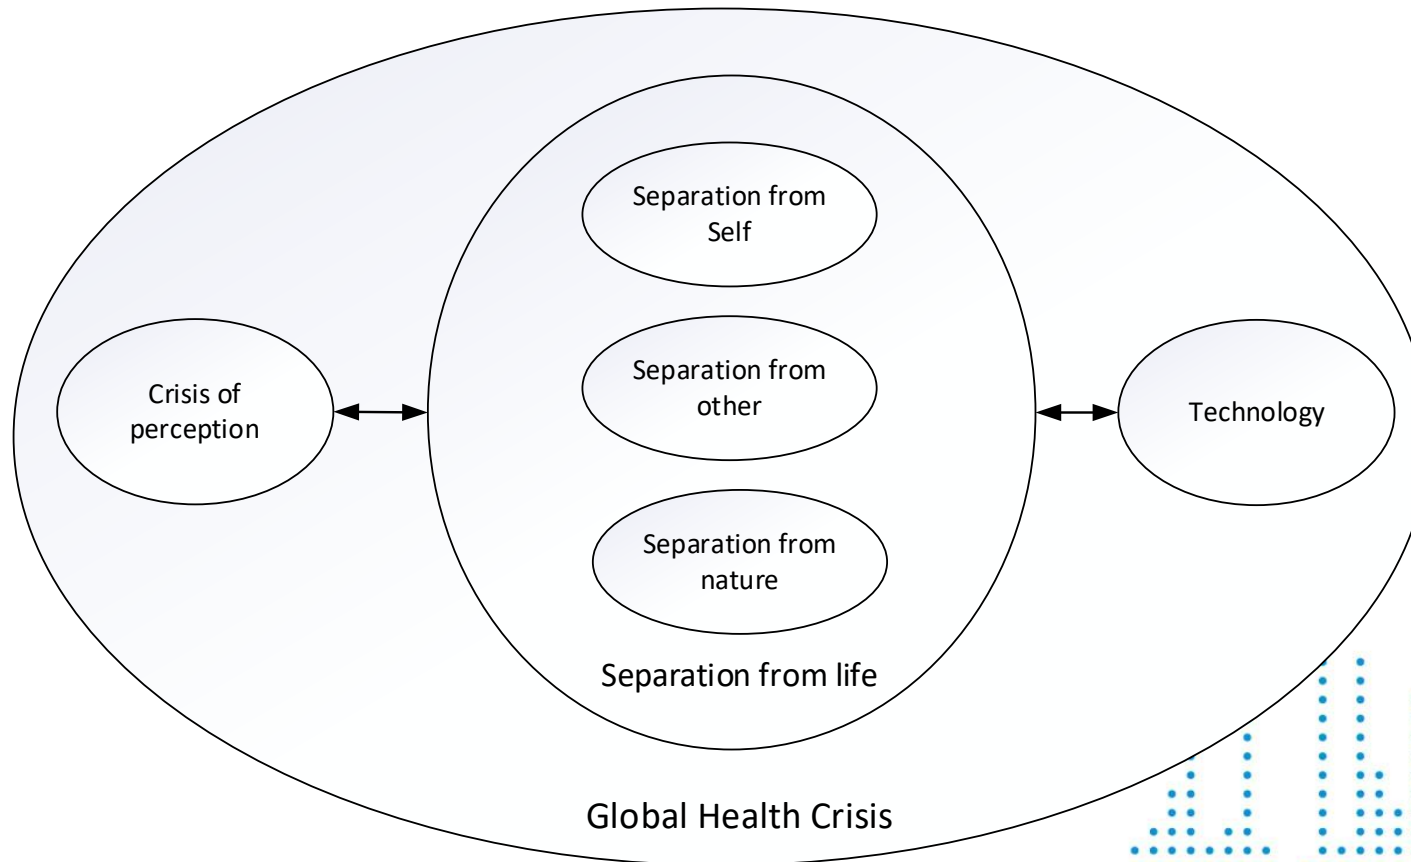 Separation from
Self
Separation from
other
Crisis of
perception
Technology
Separation from
nature
Separation from life
Global Health Crisis